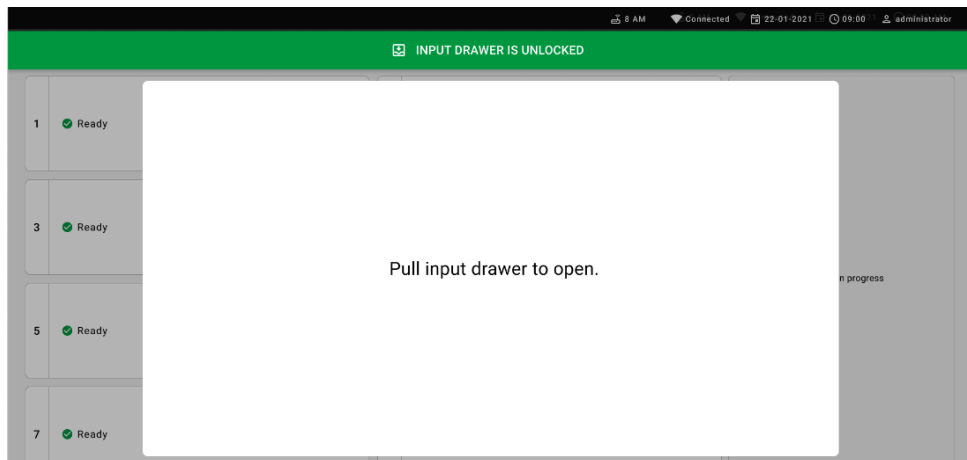 8 AM Connected 22-01-2021 09:00 administrator
INPUT DRAWER IS UNLOCKED
1 Ready
3 Ready
Pull input drawer to open.
n progress
5 Ready
7 Ready